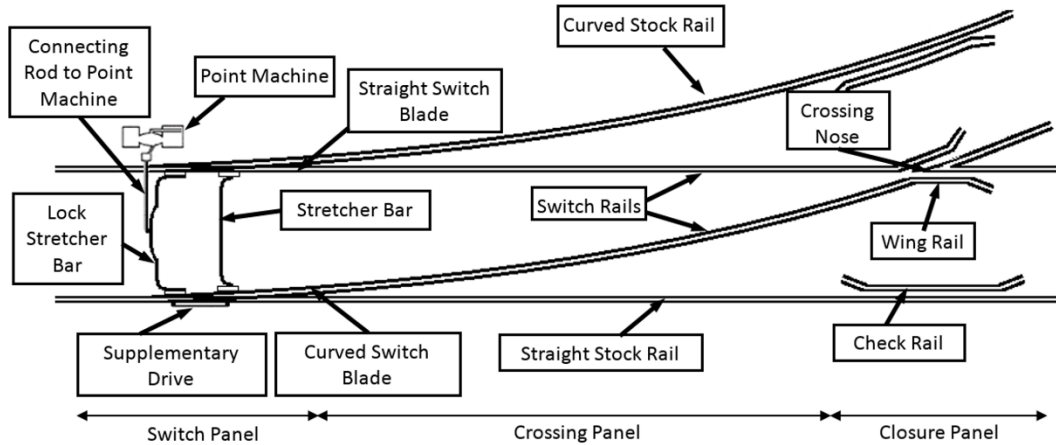 Connecting
Rod to Point
Machine
Point Machine
Straight Switch
Blade
Curved Stock Rail
Crossing
Nose
Lock
Stretcher
Bar
Stretcher Bar
Switch Rails
Wing Rail
Supplementary
Drive
Curved Switch
Blade
Straight Stock Rail
Check Rail
Switch Panel
Crossing Panel
Closure Panel